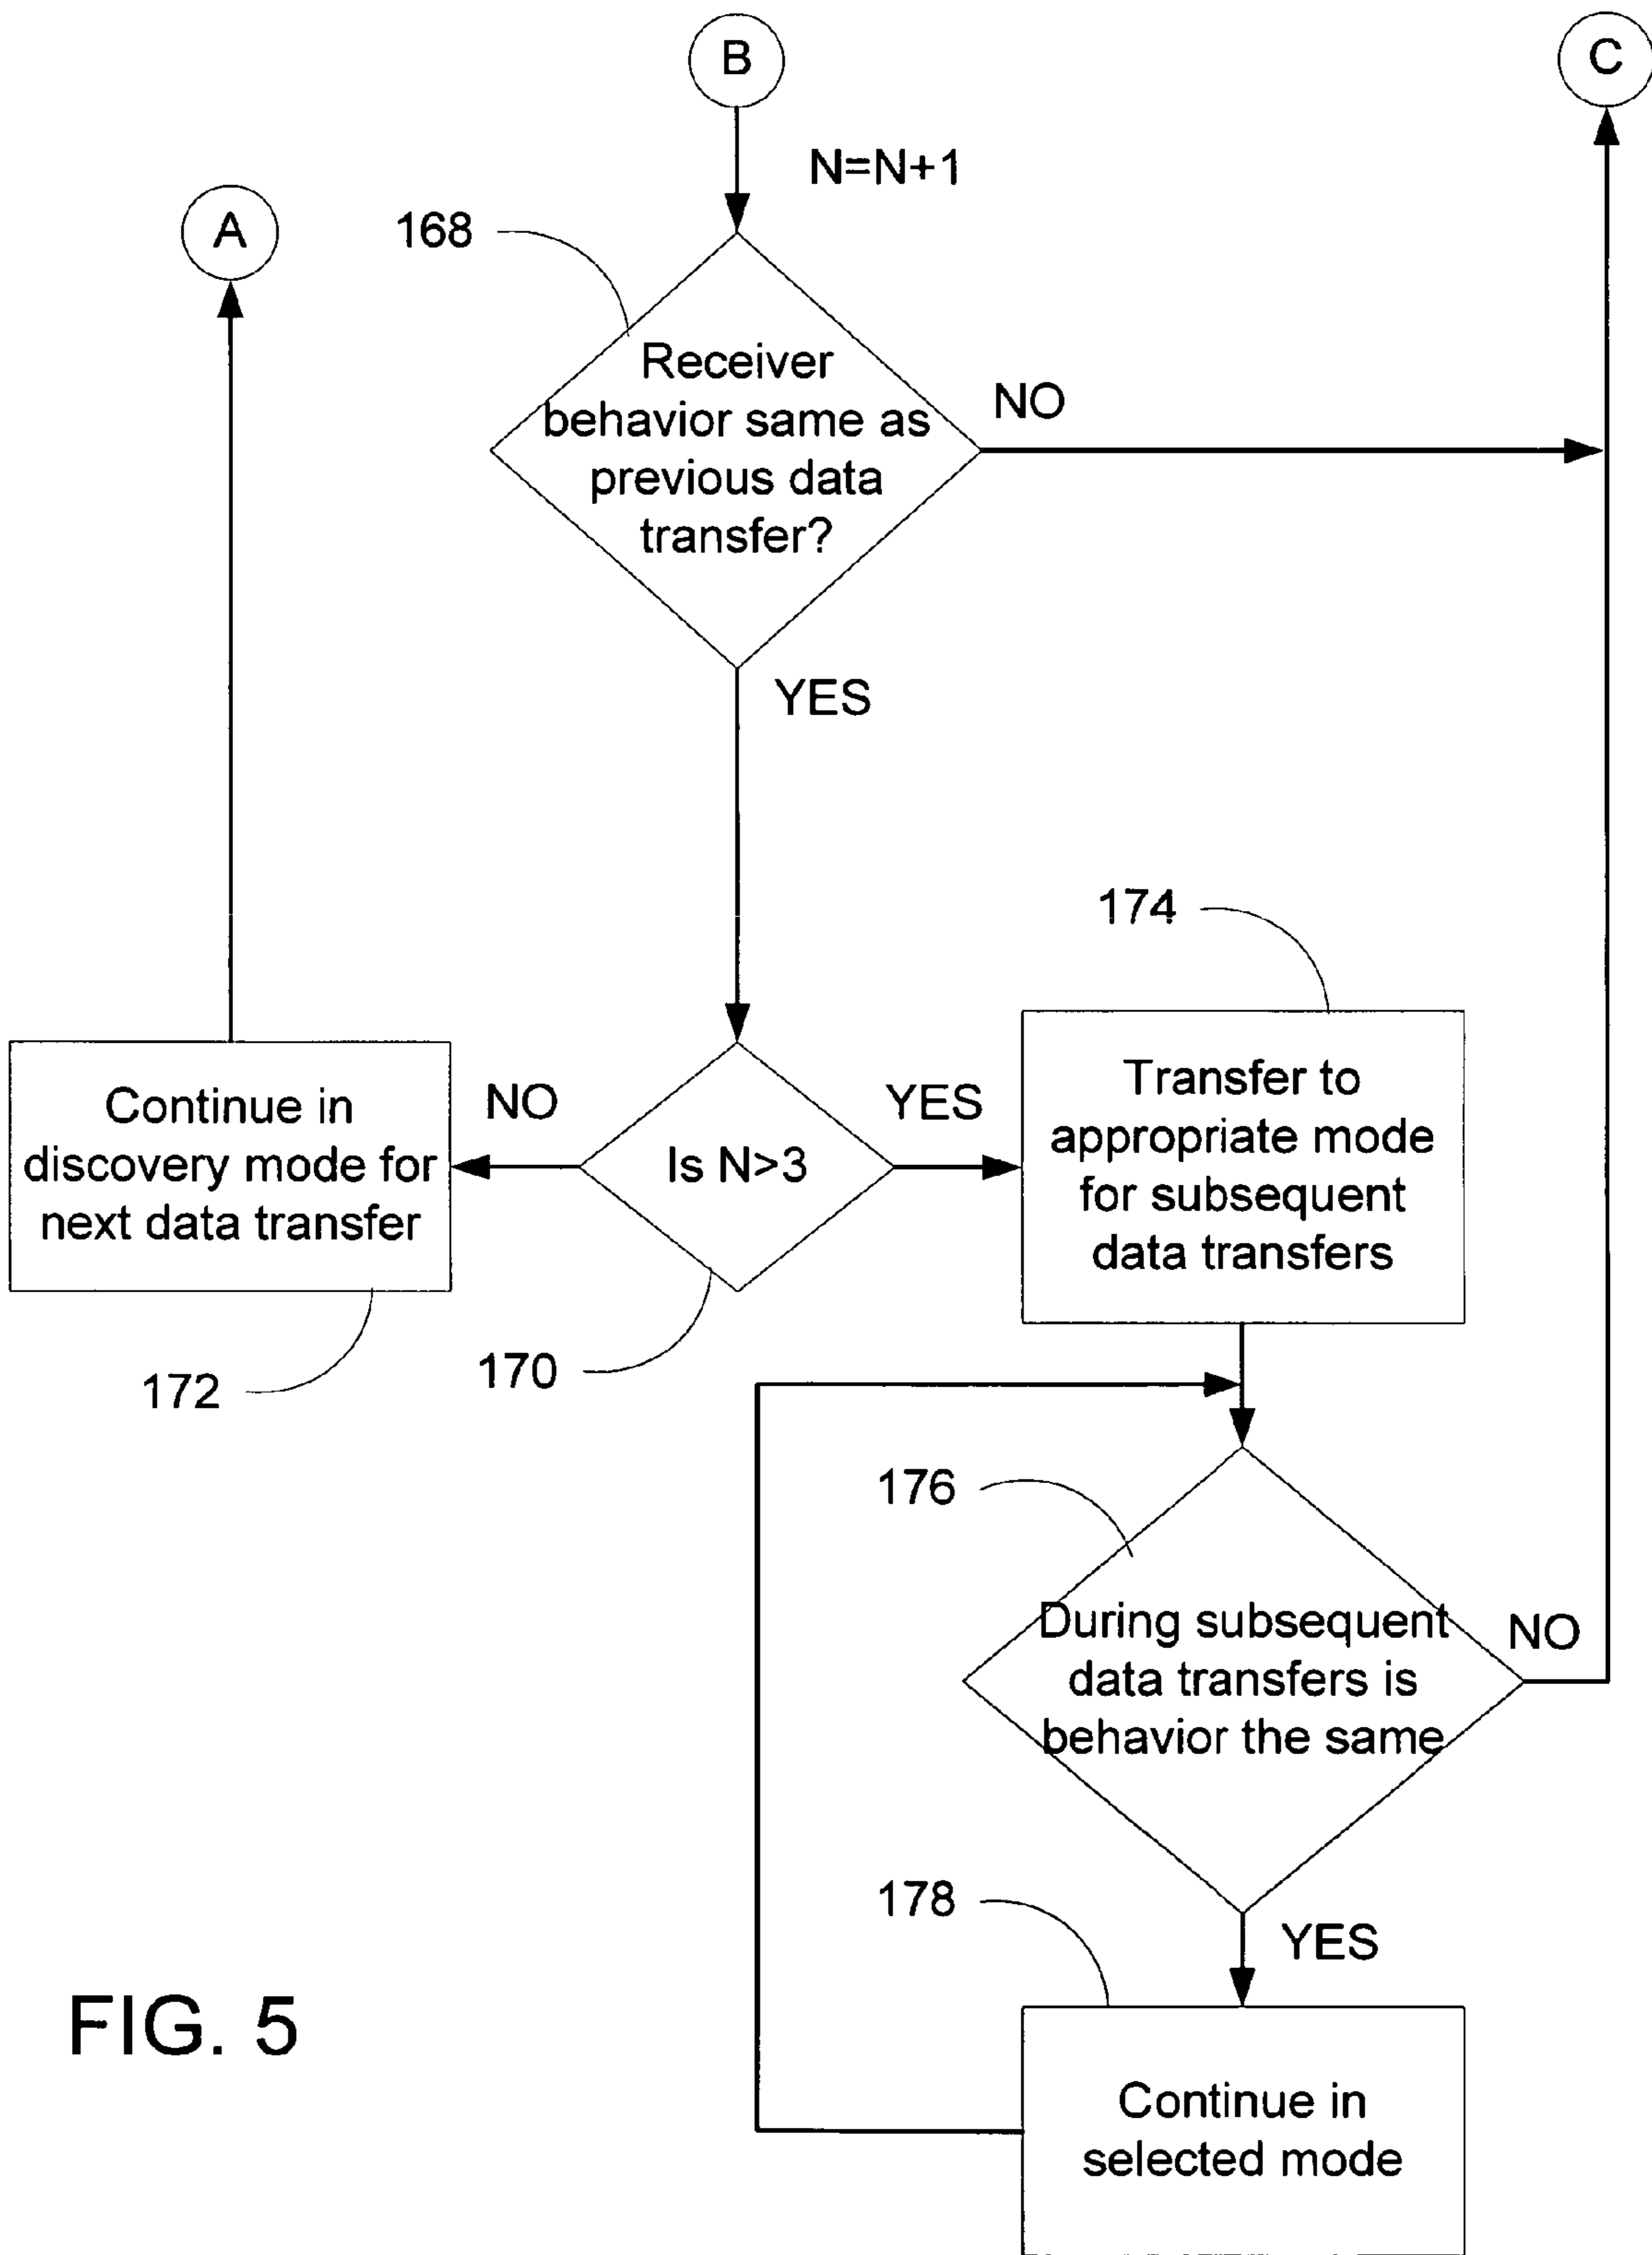 B
C
N=N+1
A
168
Receiver
behavior same as
previous data
transfer?
NO
YES
174
Continue in
discovery mode for
next data transfer
NO
Is N>3
YES
Transfer to
appropriate mode
for subsequent
data transfers
172
170
176
During subsequent
data transfers is
behavior the same
NO
178
YES
Continue in
selected mode
FIG. 5